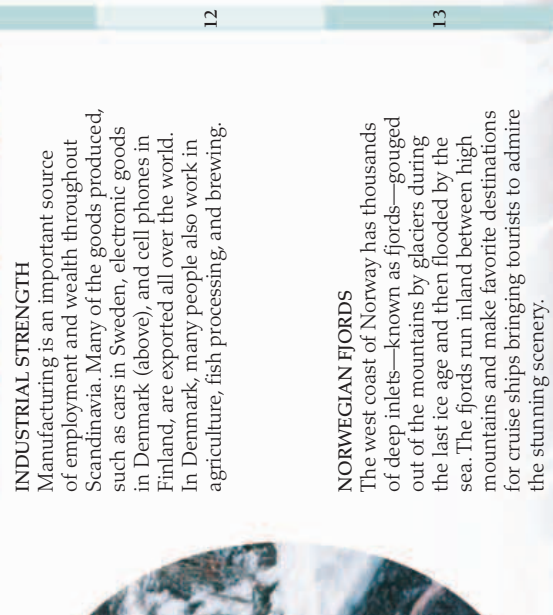 INDUSTRIAL STRENGTH
Manufacturing is an important source
of employment and wealth throughout
Scandinavia. Many of the goods produced,
such as cars in Sweden, electronic goods
in Denmark (above), and cell phones in
Finland, are exported all over the world.
In Denmark, many people also work in
agriculture, fish processing, and brewing.
12
NORWEGIAN FJORDS
The west coast of Norway has thousands
of deep inlets—known as fjords—gouged
out of the mountains by glaciers during
the last ice age and then flooded by the
sea. The fjords run inland between high
mountains and make favorite destinations
for cruise ships bringing tourists to admire
the stunning scenery.
13